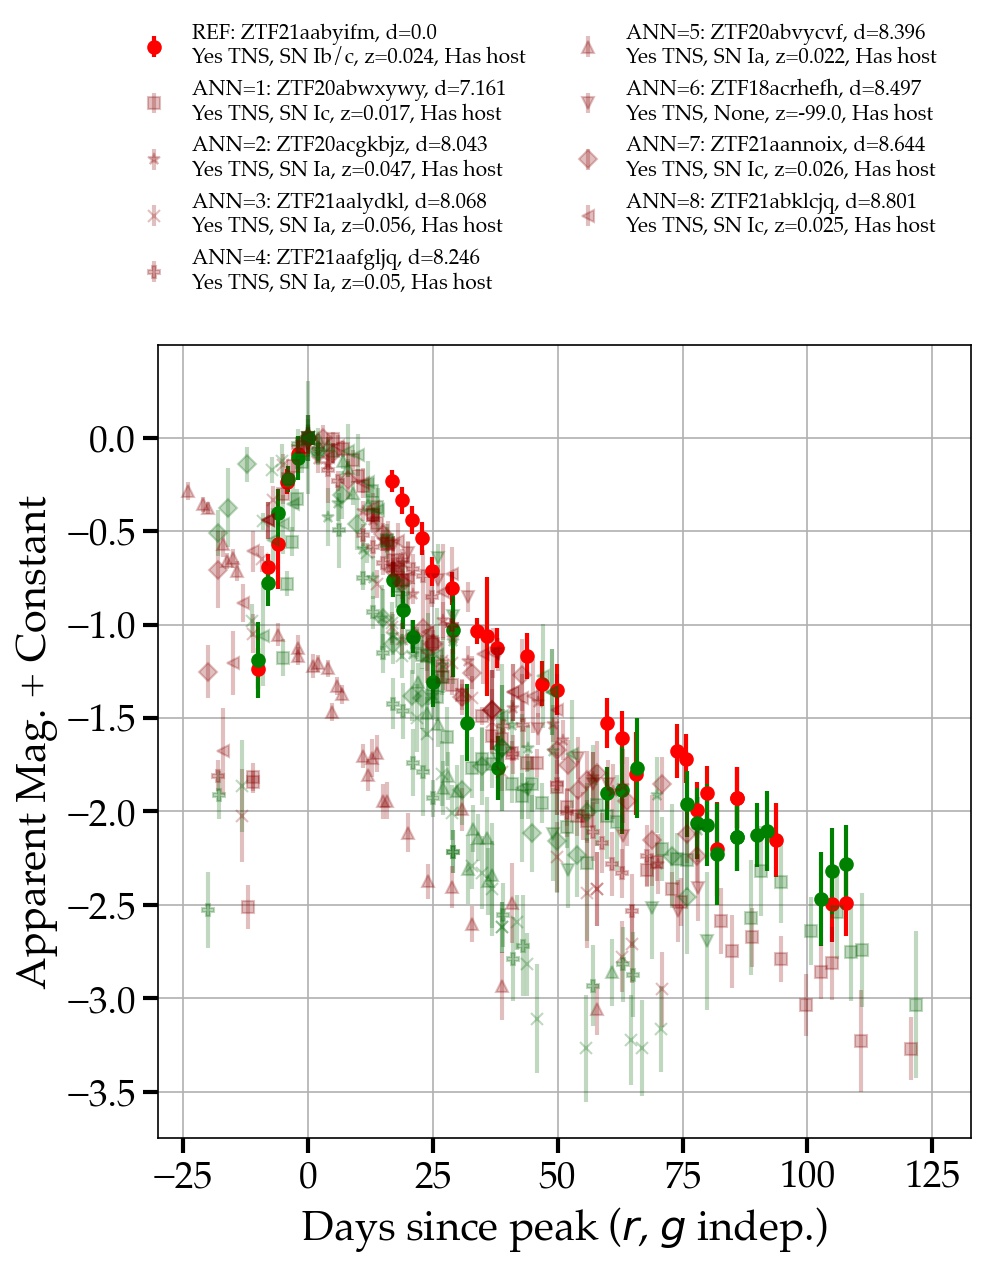 REF: ZTF21aabyifm, d=0.0
Yes TNS, SN Ib/c, z=0.024, Has host
ANN=1: ZTF20abwxywy, d=7.161
Yes TNS, SN Ic, z=0.017, Has host
ANN=2: ZTF20acgkbjz, d=8.043
Yes TNS, SN Ia, z=0.047, Has host
ANN=3: ZTF21aalydkl, d=8.068
Yes TNS, SN Ia, z=0.056, Has host
ANN=4: ZTF21aafgljq, d=8.246
Yes TNS, SN Ia, z=0.05, Has host
ANN=5: ZTF20abvycvf, d=8.396
Yes TNS, SN Ia, z=0.022, Has host
ANN=6: ZTF18acrhefh, d=8.497
Yes TNS, None, z=-99.0, Has host
ANN=7: ZTF21aannoix, d=8.644
Yes TNS, SN Ic, z=0.026, Has host
ANN=8: ZTF21abklcjq, d=8.801
Yes TNS, SN Ic, z=0.025, Has host
Apparent Mag. + Constant
0.0
−0.5
−1.0
−1.5
−2.0
−2.5
−3.0
−3.5
−25 0 25 50 75 100 125
Days since peak (r, g indep.)